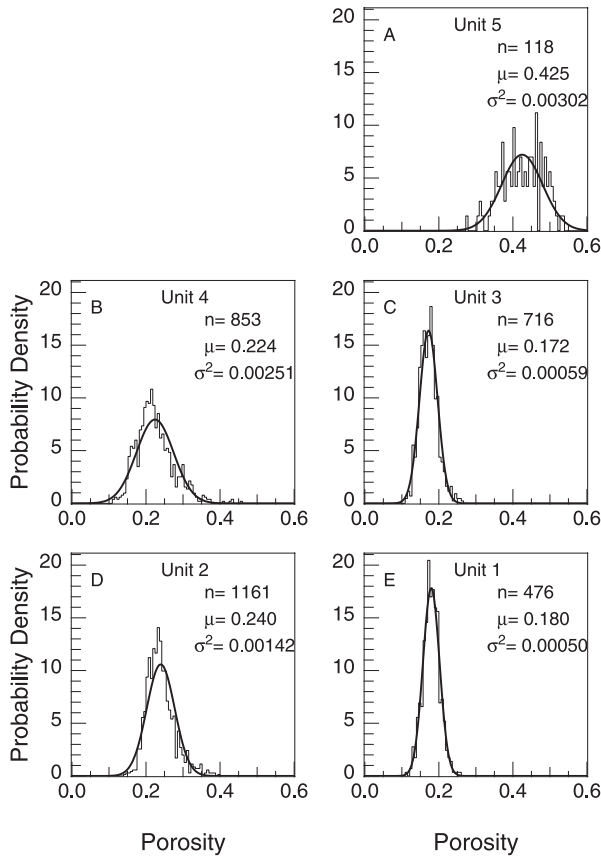 A Unit 5
n= 118
μ= 0.425
σ²= 0.00302
20
15
10
5
0
0.0 0.2 0.4 0.6
B Unit 4
n= 853
μ= 0.224
σ²= 0.00251
20
15
10
5
0
0.0 0.2 0.4 0.6
Probability Density
C Unit 3
n= 716
μ= 0.172
σ²= 0.00059
20
15
10
5
0
0.0 0.2 0.4 0.6
D Unit 2
n= 1161
μ= 0.240
σ²= 0.00142
20
15
10
5
0
0.0 0.2 0.4 0.6
Probability Density
Porosity
E Unit 1
n= 476
μ= 0.180
σ²= 0.00050
20
15
10
5
0
0.0 0.2 0.4 0.6
Porosity